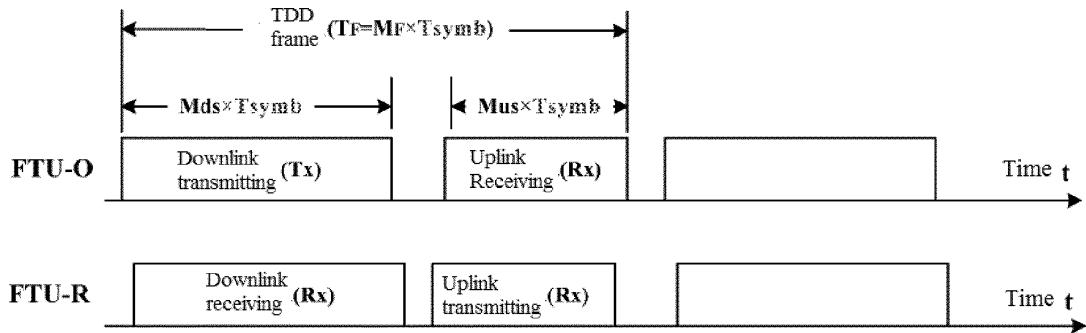 TDD
frame (TF=MF×Tsymb)
Mds×Tsymb
Mus×Tsymb
FTU-O
Downlink
transmitting (Tx)
Uplink
Receiving (Rx)
Time t
FTU-R
Downlink
receiving (Rx)
Uplink
transmitting (Rx)
Time t